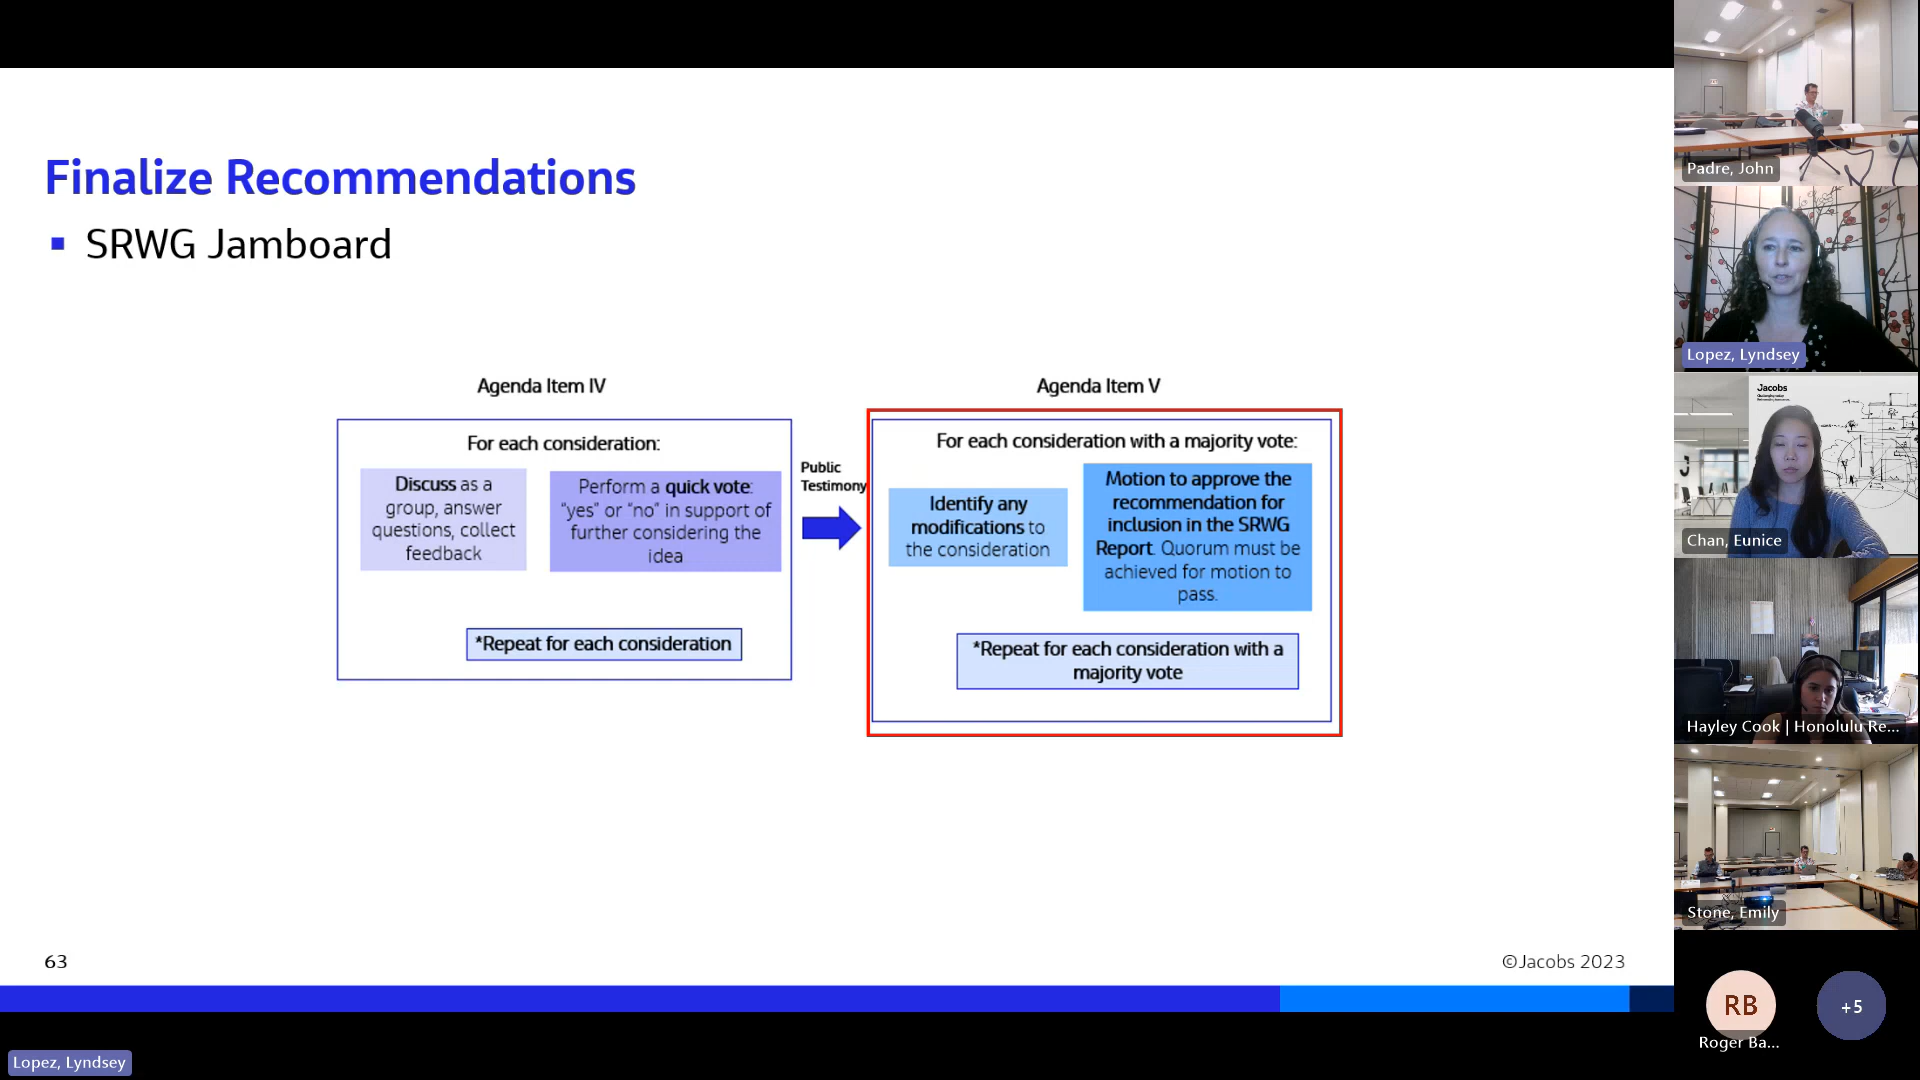 Finalize Recommendations
▪ SRWG Jamboard
Agenda Item IV
For each consideration:
Discuss as a
group, answer
questions, collect
feedback
Perform a quick vote:
“yes” or “no” in support of
further considering the
idea
*Repeat for each consideration
Public
Testimony
Agenda Item V
For each consideration with a majority vote:
Identify any
modifications to
the consideration
Motion to approve the
recommendation for
inclusion in the SRWG
Report. Quorum must be
achieved for motion to
pass.
*Repeat for each consideration with a
majority vote
63
©Jacobs 2023
Lopez, Lyndsey
Padre, John
Lopez, Lyndsey
Jacobs
Chan, Eunice
Hayley Cook | Honolulu Re...
Stone, Emily
RB
Roger Ba...
+5